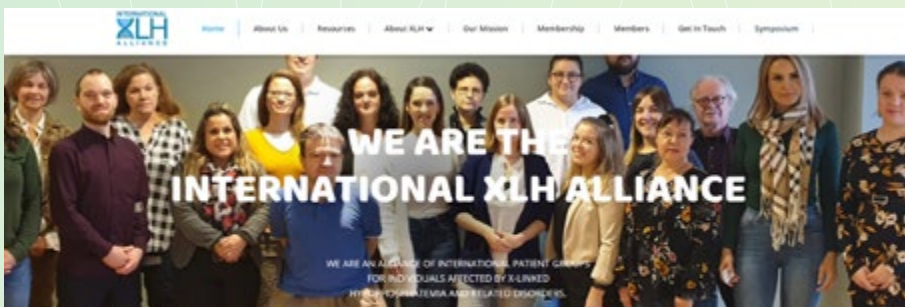 INTERNATIONAL
XLH
ALLIANCE
Home About Us Resources About XLH Our Mission Membership Members Get In Touch Symposium
WE ARE THE
INTERNATIONAL XLH ALLIANCE
WE ARE AN ALLIANCE OF INTERNATIONAL PATIENT GROUPS
FOR INDIVIDUALS AFFECTED BY X-LINKED
HYPOPHOSPHATEMIA AND RELATED DISORDERS.